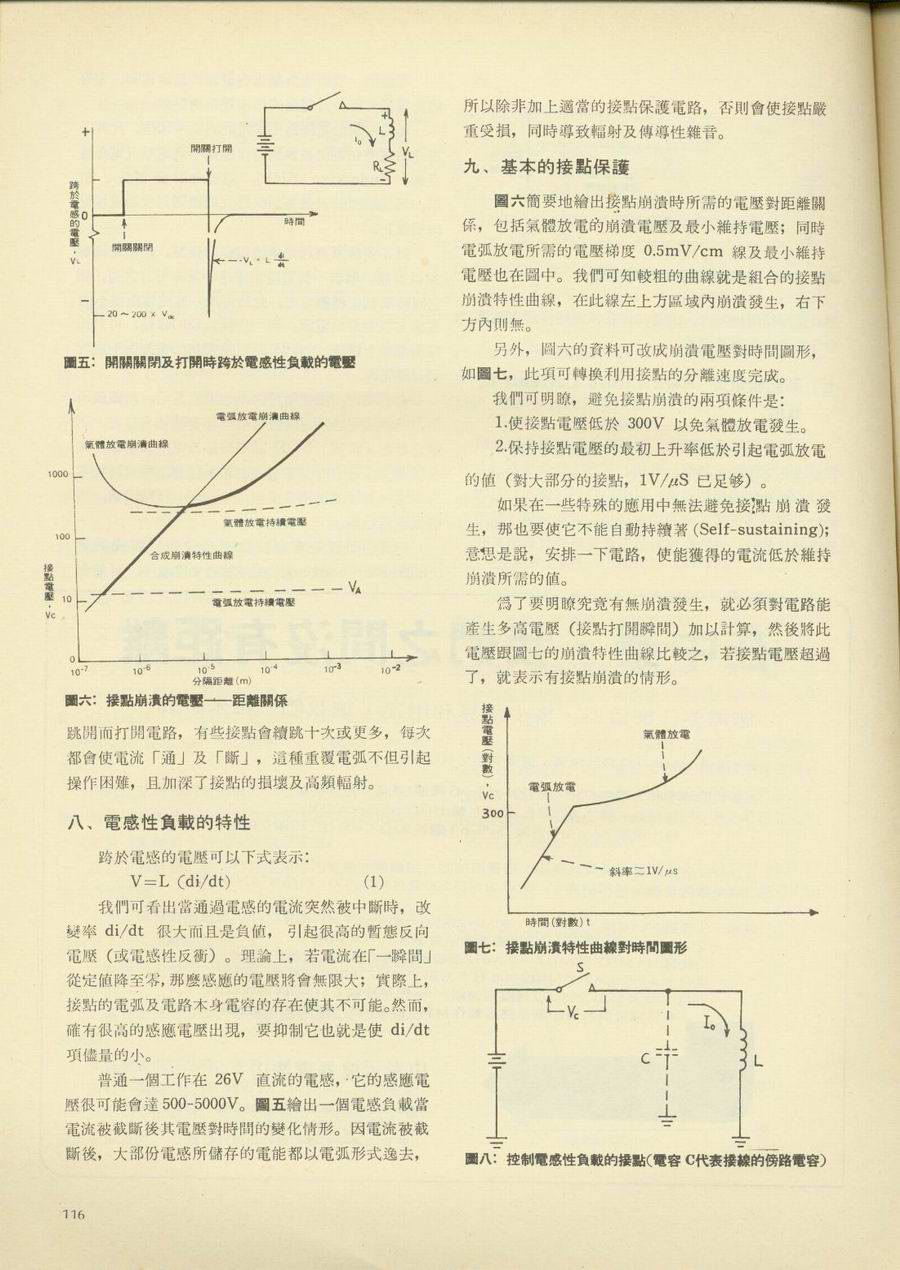 +
開關打開
L
I₀
R_L
V_L
跨於電感的電壓，V_L
0
時間
開關關閉
-V_L = L di/dt
20～200 × V_dc
圖五：開關關閉及打開時跨於電感性負載的電壓
電弧放電崩潰曲線
氣體放電崩潰曲線
1000
氣體放電持續電壓
100
合成崩潰特性曲線
接點電壓，Vc
V_A
10
電弧放電持續電壓
0
10⁻⁷ 10⁻⁶ 10⁻⁵ 10⁻⁴ 10⁻³ 10⁻²
分隔距離(m)
圖六：接點崩潰的電壓——距離關係
跳開而打開電路，有些接點會續跳十次或更多，每次
都會使電流「通」及「斷」，這種重覆電弧不但引起
操作困難，且加深了接點的損壞及高頻輻射。
八、電感性負載的特性
跨於電感的電壓可以下式表示：
V=L (di/dt) (1)
我們可看出當通過電感的電流突然被中斷時，改
變率 di/dt 很大而且是負值，引起很高的暫態反向
電壓（或電感性反衝）。理論上，若電流在「一瞬間」
從定值降至零，那麼感應的電壓將會無限大；實際上，
接點的電弧及電路本身電容的存在使其不可能。然而，
確有很高的感應電壓出現，要抑制它也就是使 di/dt
項儘量的小。
普通一個工作在 26V 直流的電感，它的感應電
壓很可能會達 500-5000V。圖五繪出一個電感負載當
電流被截斷後其電壓對時間的變化情形。因電流被截
斷後，大部份電感所儲存的電能都以電弧形式逸去，
116
所以除非加上適當的接點保護電路，否則會使接點嚴
重受損，同時導致輻射及傳導性雜音。
九、基本的接點保護
圖六簡要地繪出接點崩潰時所需的電壓對距離關
係，包括氣體放電的崩潰電壓及最小維持電壓；同時
電弧放電所需的電壓梯度 0.5mV/cm 線及最小維持
電壓也在圖中。我們可知較粗的曲線就是組合的接點
崩潰特性曲線，在此線左上方區域內崩潰發生，右下
方內則無。
另外，圖六的資料可改成崩潰電壓對時間圖形，
如圖七，此項可轉換利用接點的分離速度完成。
我們可明瞭，避免接點崩潰的兩項條件是：
1.使接點電壓低於 300V 以免氣體放電發生。
2.保持接點電壓的最初上升率低於引起電弧放電
的值（對大部分的接點，1V/μS 已足够）。
如果在一些特殊的應用中無法避免接點崩潰發
生，那也要使它不能自動持續著(Self-sustaining)；
意思是說，安排一下電路，使能獲得的電流低於維持
崩潰所需的值。
爲了要明瞭究竟有無崩潰發生，就必須對電路能
產生多高電壓（接點打開瞬間）加以計算，然後將此
電壓跟圖七的崩潰特性曲線比較之，若接點電壓超過
了，就表示有接點崩潰的情形。
接點電壓（對數），Vc
氣體放電
電弧放電
300
斜率≃1V/μs
時間(對數) t
圖七：接點崩潰特性曲線對時間圖形
S
Vc
I₀
C
L
圖八：控制電感性負載的接點(電容 C代表接線的傍路電容)